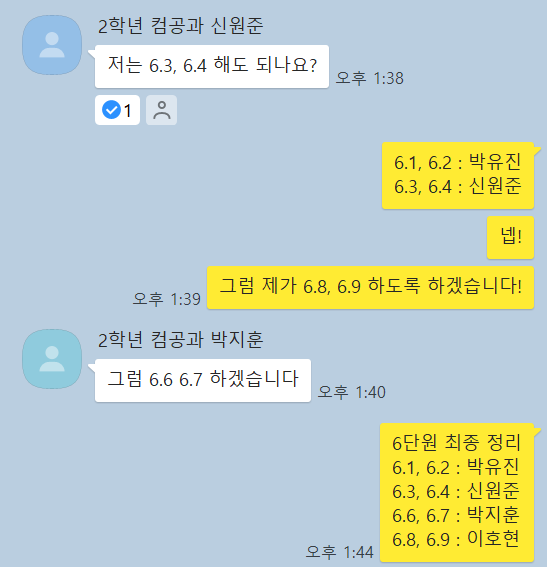 2학년 컴공과 신원준
저는 6.3, 6.4 해도 되나요?
오후 1:38
1
6.1, 6.2 : 박유진
6.3, 6.4 : 신원준
넵!
그럼 제가 6.8, 6.9 하도록 하겠습니다!
오후 1:39
2학년 컴공과 박지훈
그럼 6.6 6.7 하겠습니다
오후 1:40
6단원 최종 정리
6.1, 6.2 : 박유진
6.3, 6.4 : 신원준
6.6, 6.7 : 박지훈
6.8, 6.9 : 이호현
오후 1:44